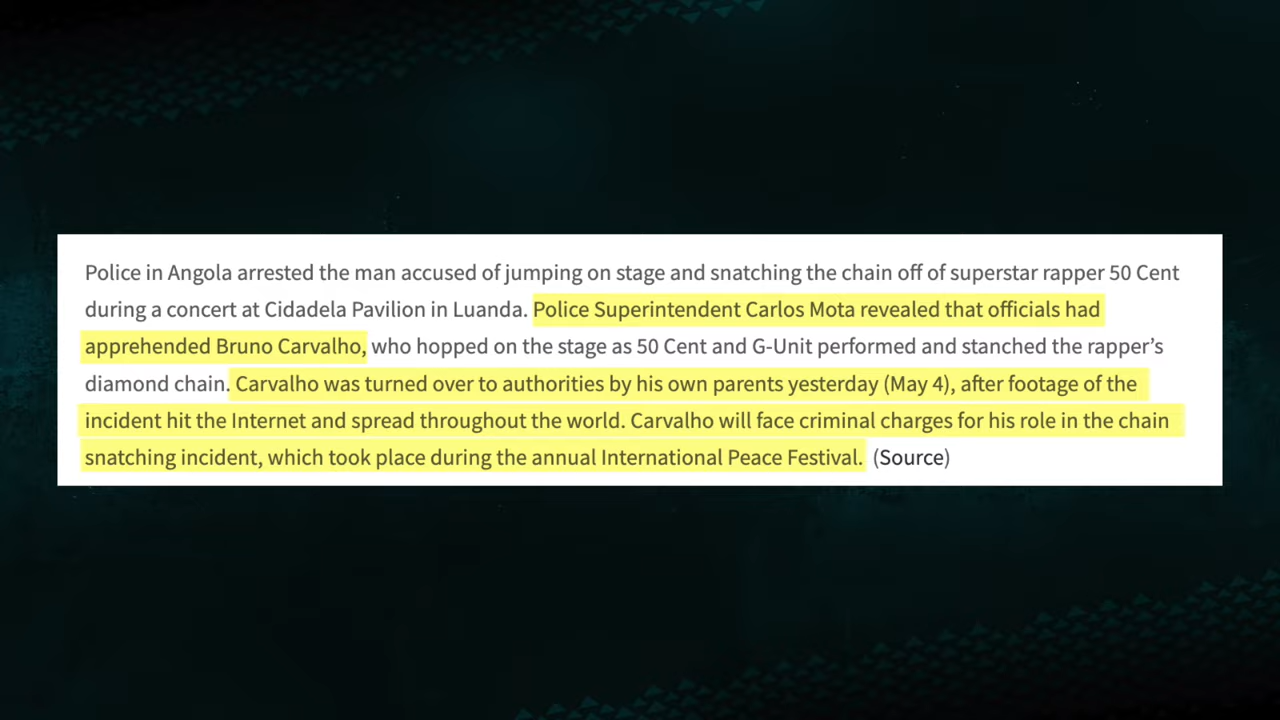 Police in Angola arrested the man accused of jumping on stage and snatching the chain off of superstar rapper 50 Cent
during a concert at Cidadela Pavilion in Luanda. Police Superintendent Carlos Mota revealed that officials had
apprehended Bruno Carvalho, who hopped on the stage as 50 Cent and G-Unit performed and stanched the rapper’s
diamond chain. Carvalho was turned over to authorities by his own parents yesterday (May 4), after footage of the
incident hit the Internet and spread throughout the world. Carvalho will face criminal charges for his role in the chain
snatching incident, which took place during the annual International Peace Festival. (Source)